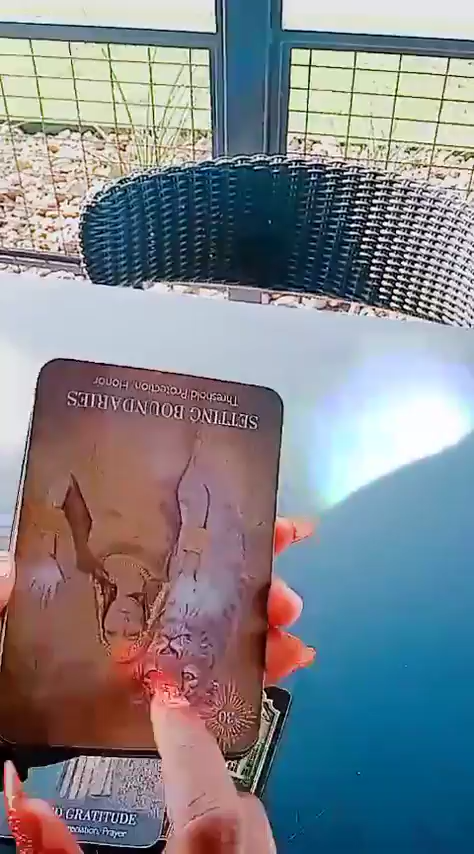 SETTING BOUNDARIES
Threshold, Protection, Honor
30
GRATITUDE
Prayer